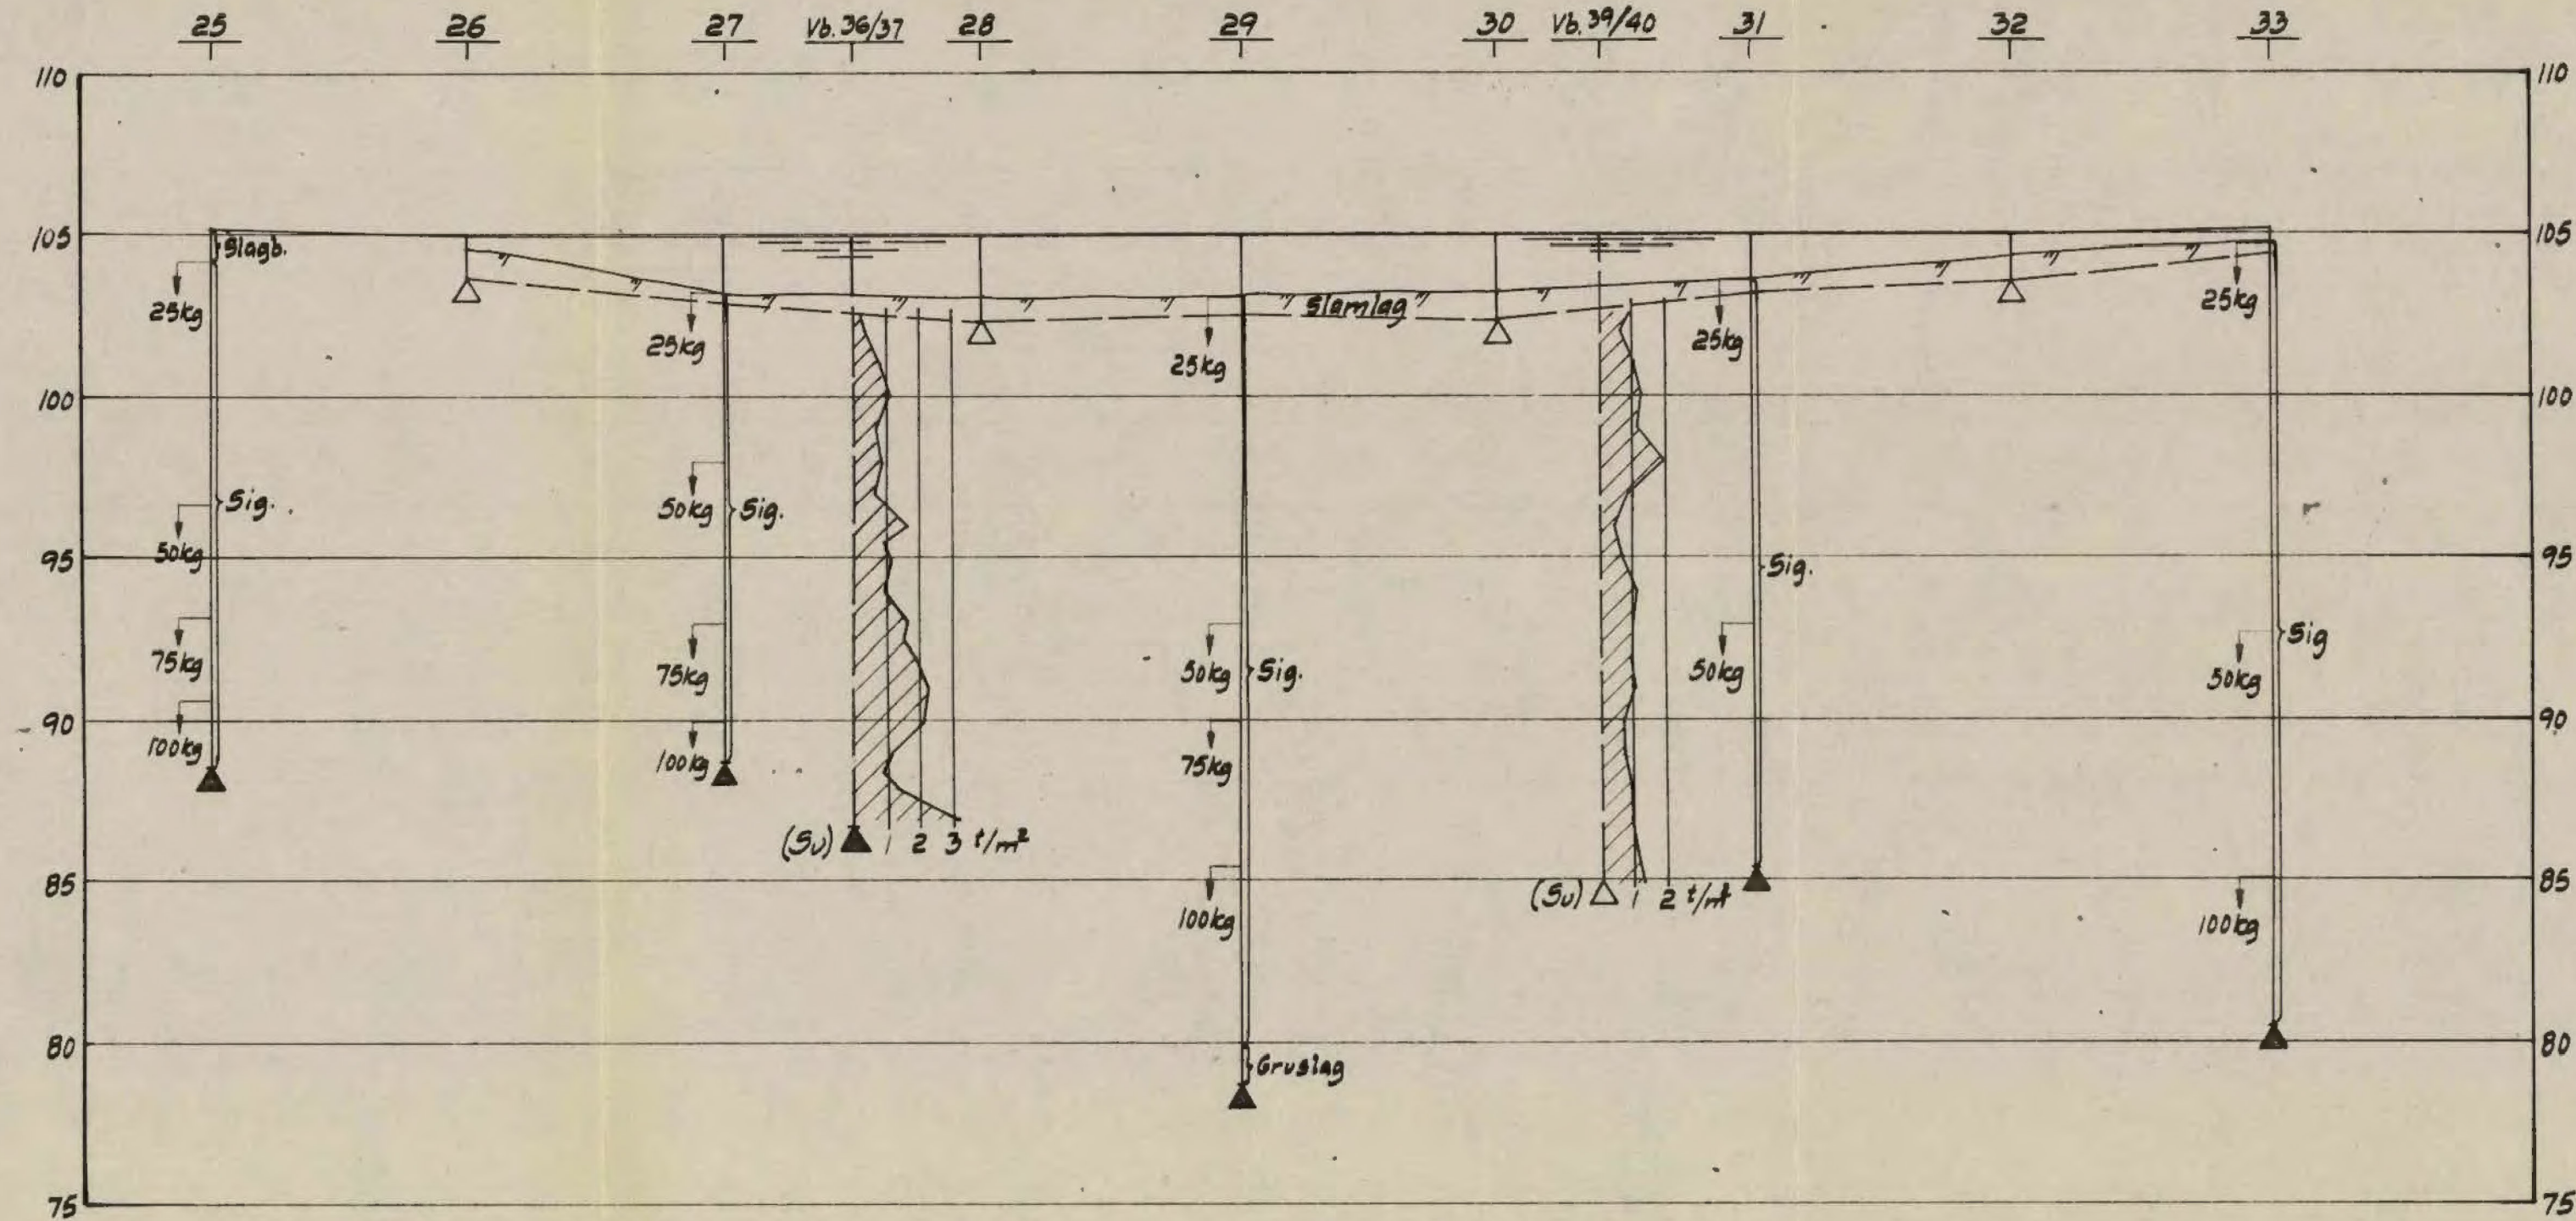 25 26 27 Vb. 36/37 28 29 30 Vb. 39/40 31 32 33
110 110
105 105
Slagb.
25kg 25kg 25kg 25kg 25kg
Slamlag
100 100
50kg Sig. 50kg Sig.
95 95
Sig.
75kg 75kg 50kg Sig. 50kg 50kg Sig
90 90
100kg 100kg 75kg
(Su) 1 2 3 t/m²
85 85
100kg (Su) 1 2 t/m² 100kg
80 80
Gruslag
75 75